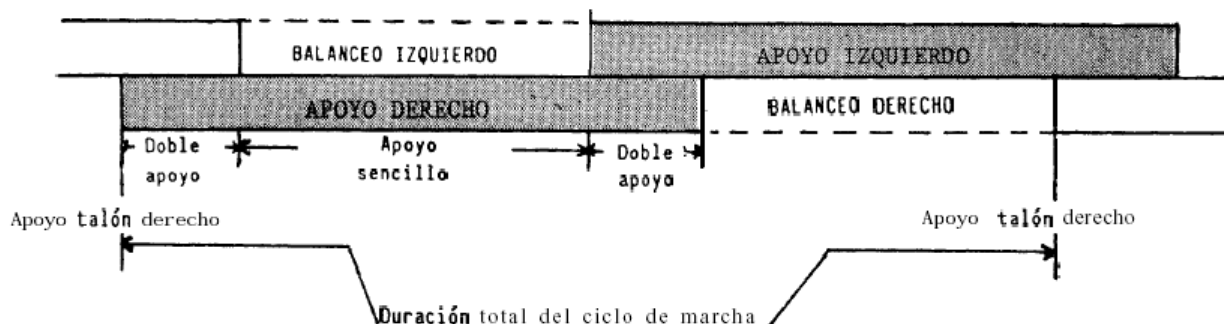 BALANCEO IZQUIERDO
APOYO IZQUIERDO
APOYO DERECHO
BALANCEO DERECHO
Doble
apoyo
Apoyo
sencillo
Doble
apoyo
Apoyo talón derecho
Apoyo talón derecho
Duración total del ciclo de marcha